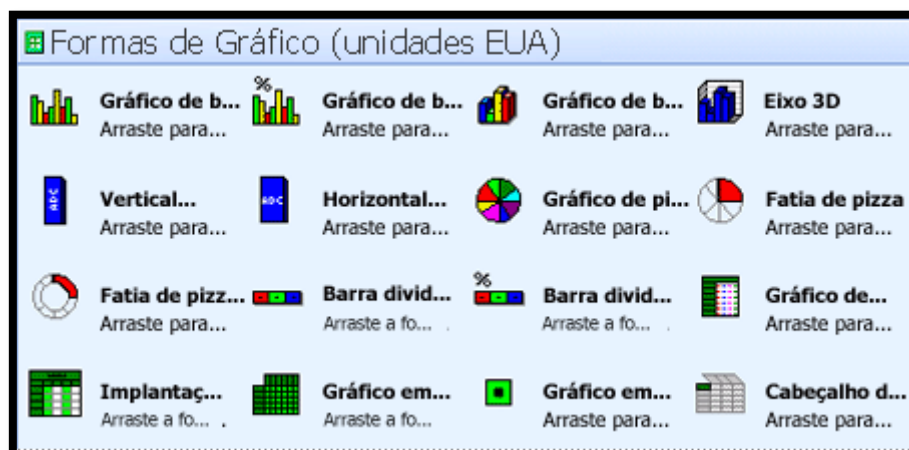 Formas de Gráfico (unidades EUA)
Gráfico de b...
Arraste para...
%
Gráfico de b...
Arraste para...
Gráfico de b...
Arraste para...
Eixo 3D
Arraste para...
ABC
Vertical...
Arraste para...
ABC
Horizontal...
Arraste para...
Gráfico de pi...
Arraste para...
Fatia de pizza
Arraste para...
Fatia de pizz...
Arraste para...
Barra divid...
Arraste a fo... .
%
Barra divid...
Arraste a fo... .
Gráfico de...
Arraste para...
Implantaç...
Arraste a fo... .
Gráfico em...
Arraste a fo...
Gráfico em...
Arraste para...
Cabeçalho d...
Arraste para...